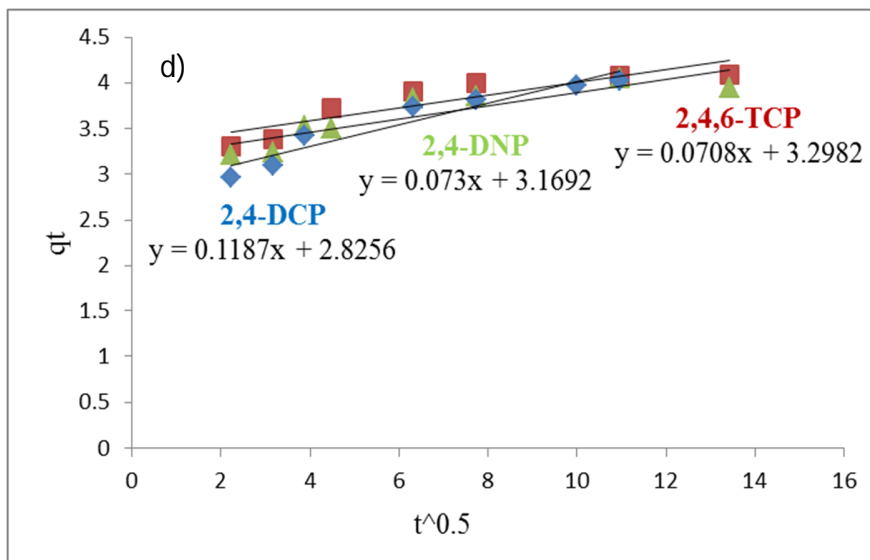 d)
qt
4.5
4
3.5
3
2.5
2
1.5
1
0.5
0
2,4,6-TCP
y = 0.0708x + 3.2982
2,4-DNP
y = 0.073x + 3.1692
2,4-DCP
y = 0.1187x + 2.8256
0 2 4 6 8 10 12 14 16
t^0.5